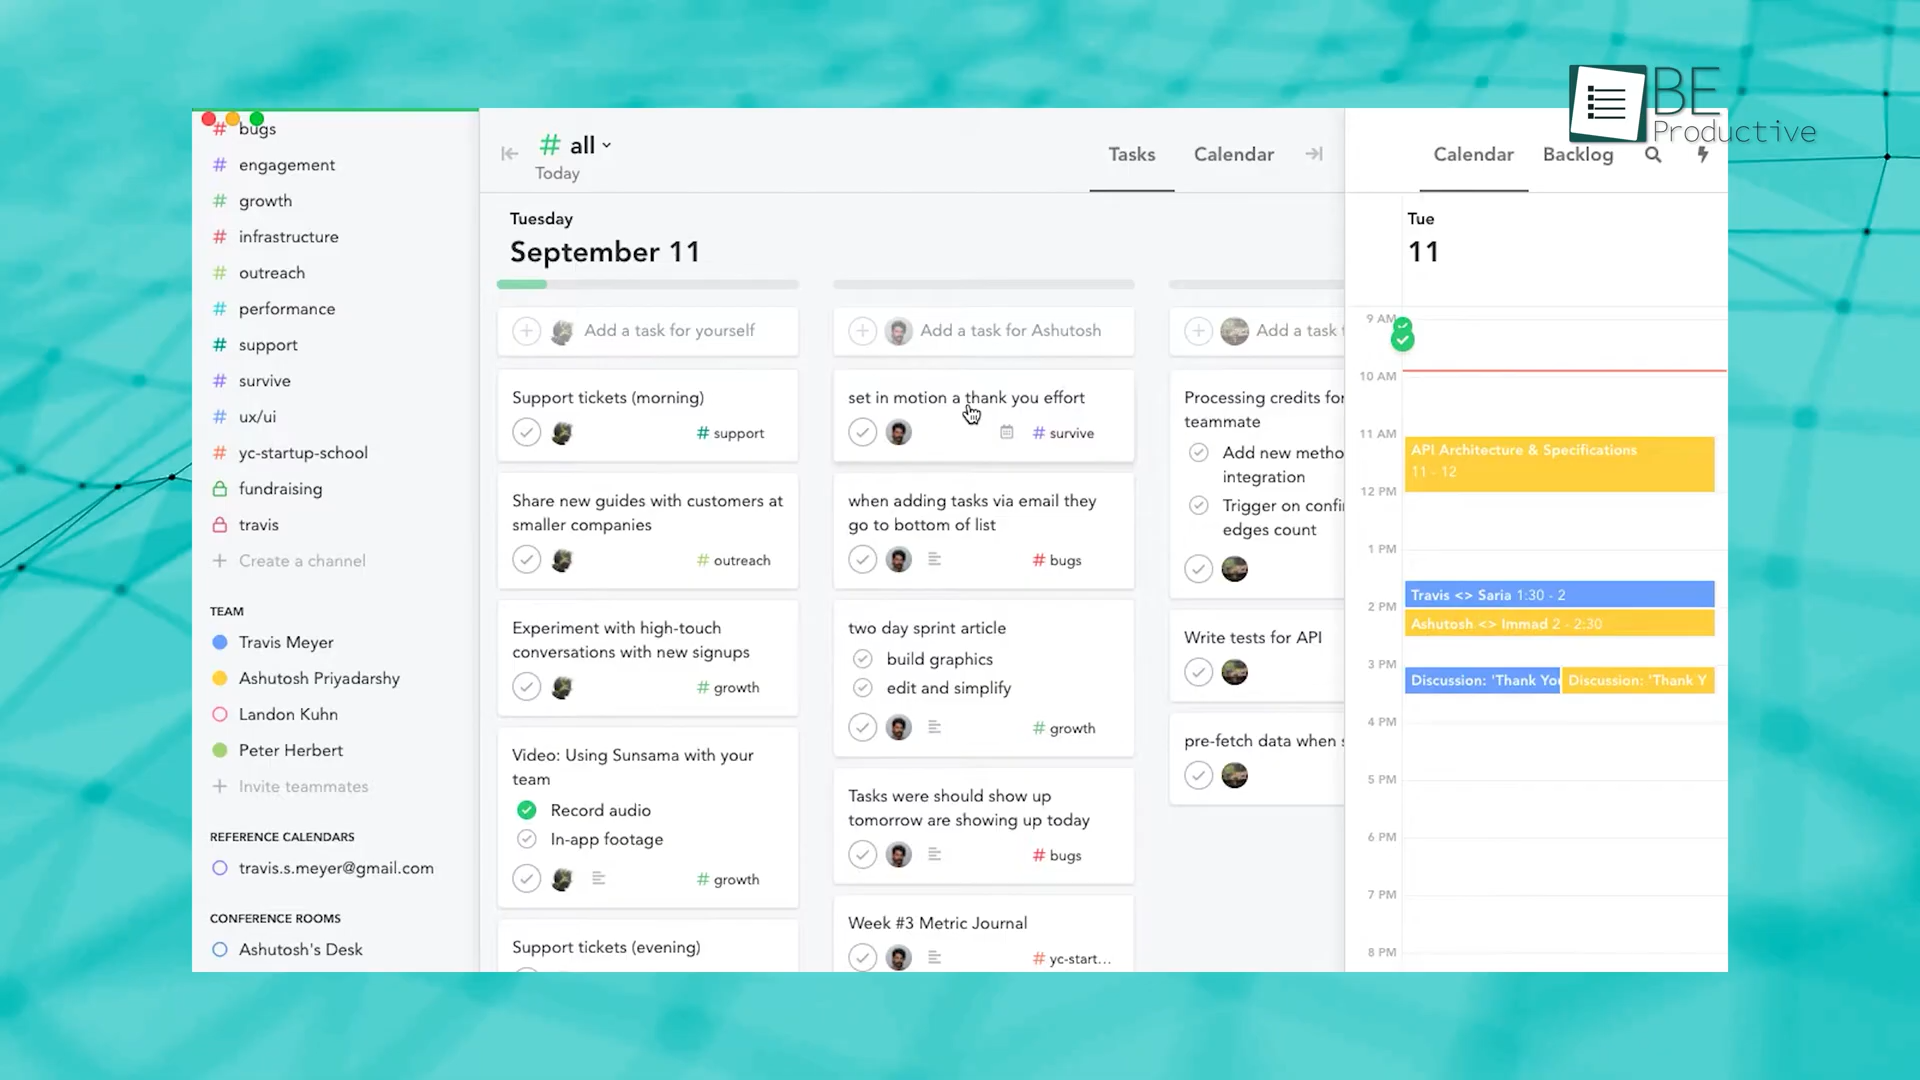 BE
Productive
# bugs
# engagement
# growth
# infrastructure
# outreach
# performance
# support
# survive
# ux/ui
# yc-startup-school
fundraising
travis
+ Create a channel
TEAM
Travis Meyer
Ashutosh Priyadarshy
Landon Kuhn
Peter Herbert
+ Invite teammates
REFERENCE CALENDARS
travis.s.meyer@gmail.com
CONFERENCE ROOMS
Ashutosh's Desk
# all
Today
Tasks
Calendar
Tuesday
September 11
Add a task for yourself
Support tickets (morning)
# support
Share new guides with customers at
smaller companies
# outreach
Experiment with high-touch
conversations with new signups
# growth
Video: Using Sunsama with your
team
Record audio
In-app footage
# growth
Support tickets (evening)
Add a task for Ashutosh
set in motion a thank you effort
# survive
when adding tasks via email they
go to bottom of list
# bugs
two day sprint article
build graphics
edit and simplify
# growth
Tasks were should show up
tomorrow are showing up today
# bugs
Week #3 Metric Journal
# yc-start...
Add a task
Processing credits for
teammate
Add new metho
integration
Trigger on confi
edges count
Write tests for API
pre-fetch data when
Calendar
Backlog
Tue
11
9 AM
10 AM
11 AM
API Architecture & Specifications
11 - 12
12 PM
1 PM
Travis <> Saria 1:30 - 2
2 PM
Ashutosh <> Immad 2 - 2:30
3 PM
Discussion: 'Thank You
Discussion: 'Thank Y
4 PM
5 PM
6 PM
7 PM
8 PM